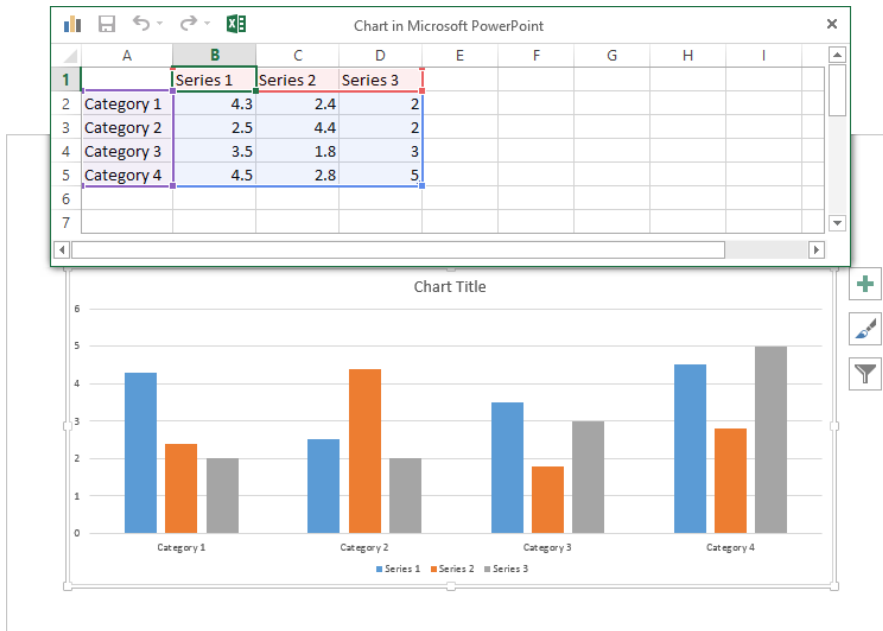 Chart in Microsoft PowerPoint
A B C D E F G H I
1 Series 1 Series 2 Series 3
2 Category 1 4.3 2.4 2
3 Category 2 2.5 4.4 2
4 Category 3 3.5 1.8 3
5 Category 4 4.5 2.8 5
6
7
Chart Title
6
5
4
3
2
1
0
Category 1 Category 2 Category 3 Category 4
Series 1 Series 2 Series 3